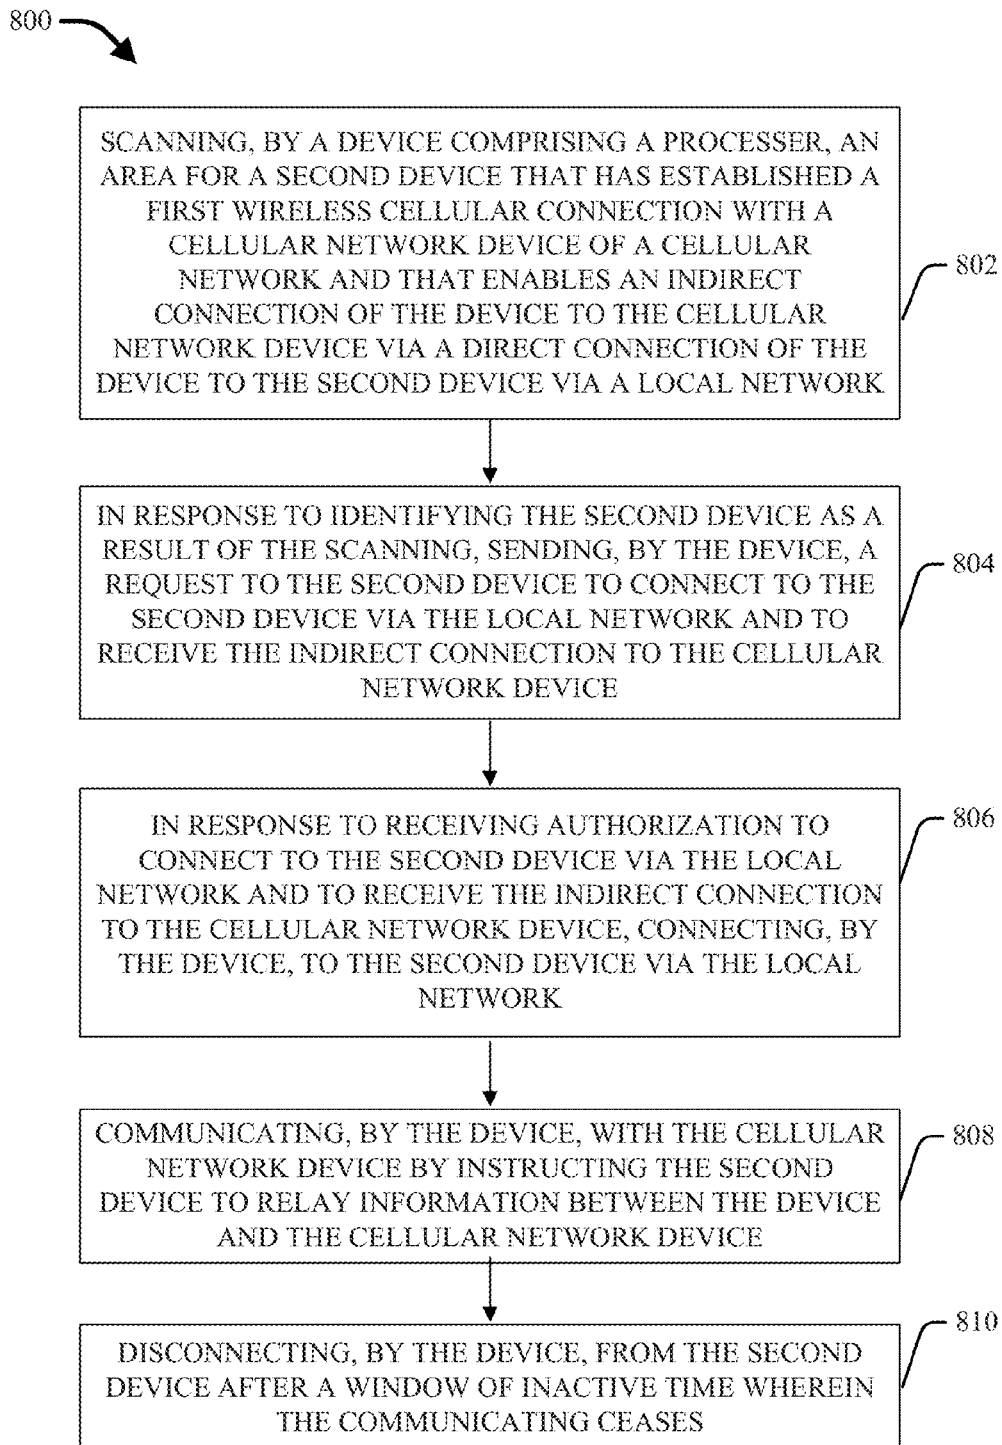 800
SCANNING, BY A DEVICE COMPRISING A PROCESSER, AN
AREA FOR A SECOND DEVICE THAT HAS ESTABLISHED A
FIRST WIRELESS CELLULAR CONNECTION WITH A
CELLULAR NETWORK DEVICE OF A CELLULAR
NETWORK AND THAT ENABLES AN INDIRECT
CONNECTION OF THE DEVICE TO THE CELLULAR
NETWORK DEVICE VIA A DIRECT CONNECTION OF THE
DEVICE TO THE SECOND DEVICE VIA A LOCAL NETWORK
802
IN RESPONSE TO IDENTIFYING THE SECOND DEVICE AS A
RESULT OF THE SCANNING, SENDING, BY THE DEVICE, A
REQUEST TO THE SECOND DEVICE TO CONNECT TO THE
SECOND DEVICE VIA THE LOCAL NETWORK AND TO
RECEIVE THE INDIRECT CONNECTION TO THE CELLULAR
NETWORK DEVICE
804
IN RESPONSE TO RECEIVING AUTHORIZATION TO
CONNECT TO THE SECOND DEVICE VIA THE LOCAL
NETWORK AND TO RECEIVE THE INDIRECT CONNECTION
TO THE CELLULAR NETWORK DEVICE, CONNECTING, BY
THE DEVICE, TO THE SECOND DEVICE VIA THE LOCAL
NETWORK
806
COMMUNICATING, BY THE DEVICE, WITH THE CELLULAR
NETWORK DEVICE BY INSTRUCTING THE SECOND
DEVICE TO RELAY INFORMATION BETWEEN THE DEVICE
AND THE CELLULAR NETWORK DEVICE
808
DISCONNECTING, BY THE DEVICE, FROM THE SECOND
DEVICE AFTER A WINDOW OF INACTIVE TIME WHEREIN
THE COMMUNICATING CEASES
810